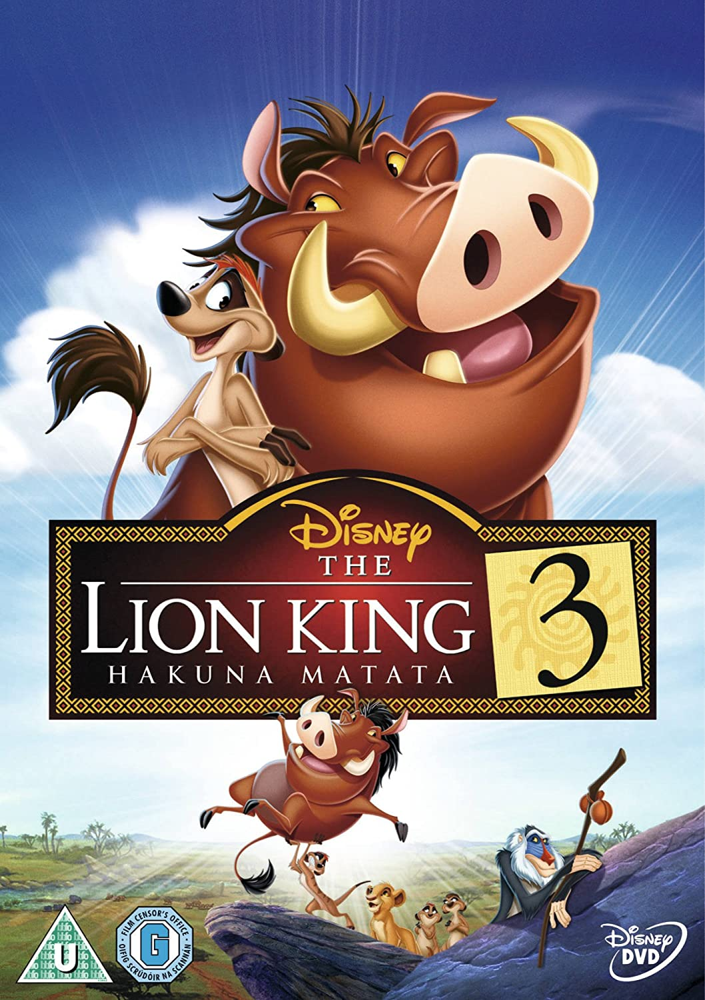 Disney
THE
LION KING
HAKUNA MATATA
3
U
FILM CENSOR'S OFFICE
G
OIFIG SCRÚDÓIR NA SCANNÁN
Disney
DVD